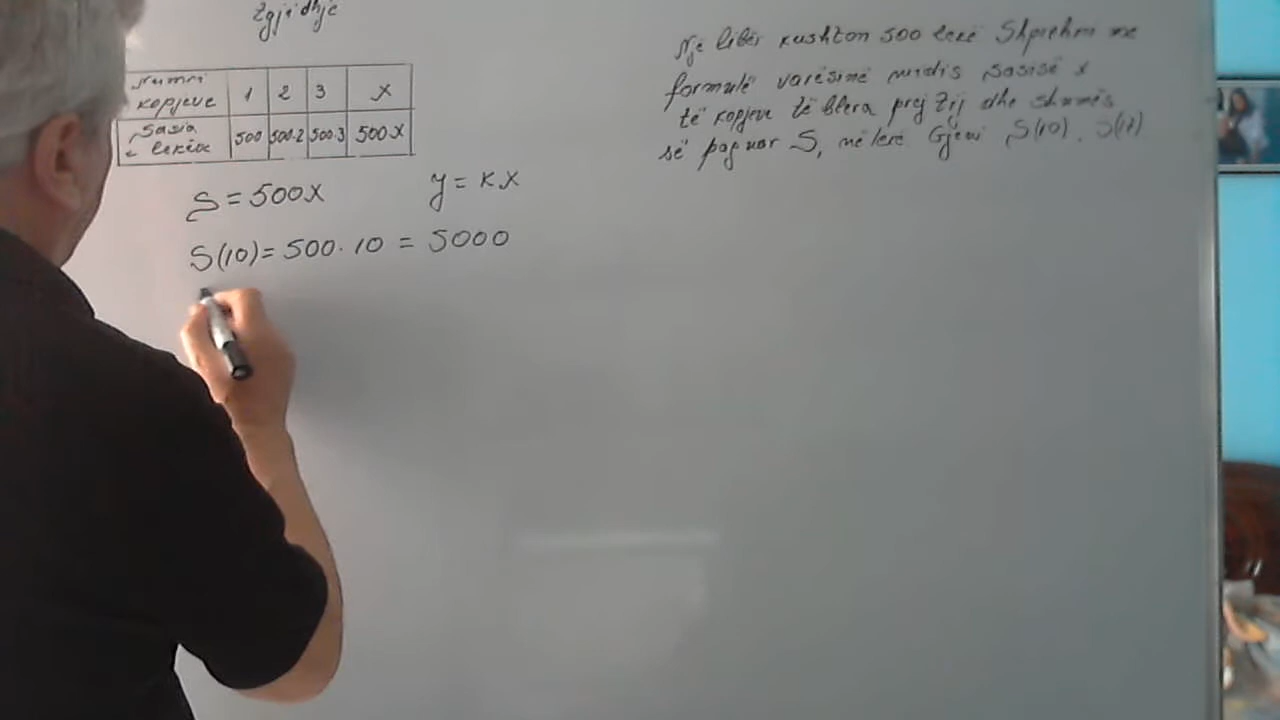 Zgjidhje
Numri kopjeve 1 2 3 X
Sasia e lekëve 500 500·2 500·3 500X
S = 500X
y = KX
S(10) = 500 · 10 = 5000
Një libër kushton 500 lekë Shprehni me
formulë varësinë midis sasisë x
të kopjeve të blera prej tij dhe shumës
së paguar S, në lekë Gjeni S(10).